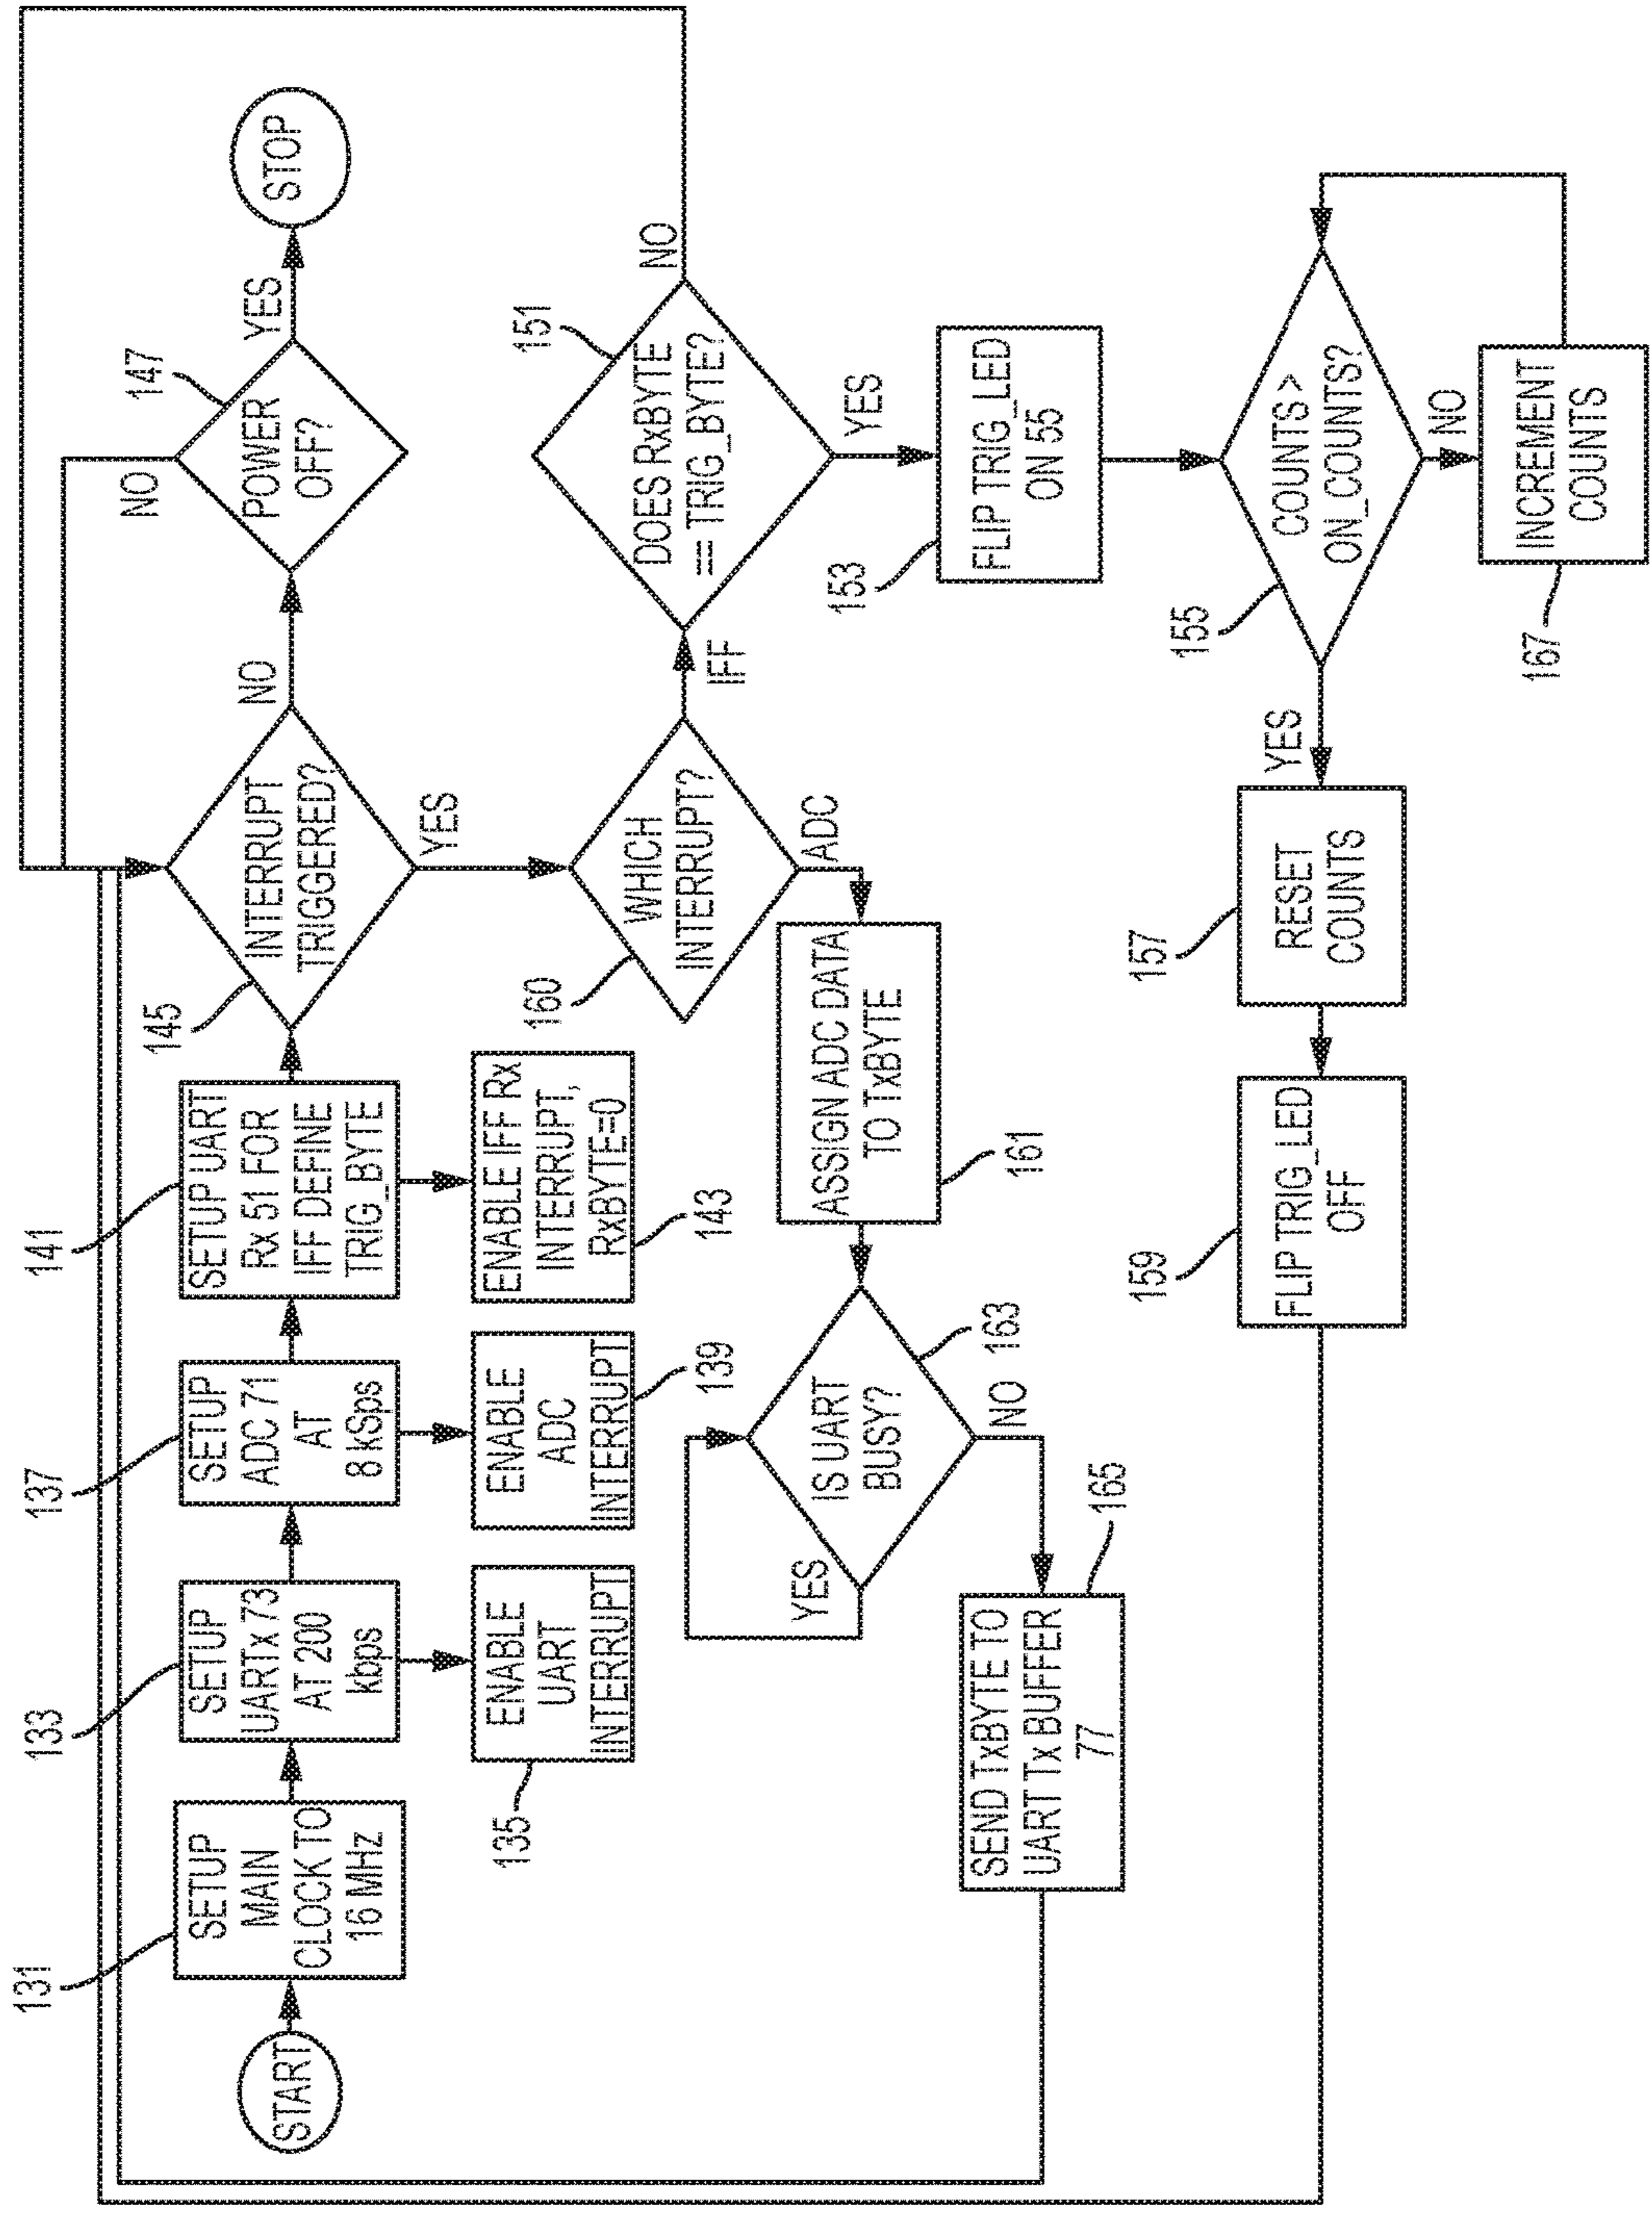 START
131
SETUP
MAIN
CLOCK TO
16 MHz
133
SETUP
UARTx 73
AT 200
kbps
135
ENABLE
UART
INTERRUPT
137
SETUP
ADC 71
AT
8 kSps
139
ENABLE
ADC
INTERRUPT
141
SETUP UART
Rx 51 FOR
IFF DEFINE
TRIG_BYTE
143
ENABLE IFF Rx
INTERRUPT,
RxBYTE=0
145
INTERRUPT
TRIGGERED?
NO
YES
147
POWER
OFF?
NO
YES
STOP
160
WHICH
INTERRUPT?
IFF
ADC
151
DOES RxBYTE
== TRIG_BYTE?
NO
YES
153
FLIP TRIG_LED
ON 55
155
COUNTS >
ON_COUNTS?
NO
YES
167
INCREMENT
COUNTS
157
RESET
COUNTS
159
FLIP TRIG_LED
OFF
161
ASSIGN ADC DATA
TO TxBYTE
163
IS UART
BUSY?
YES
NO
165
SEND TxBYTE TO
UART Tx BUFFER
77